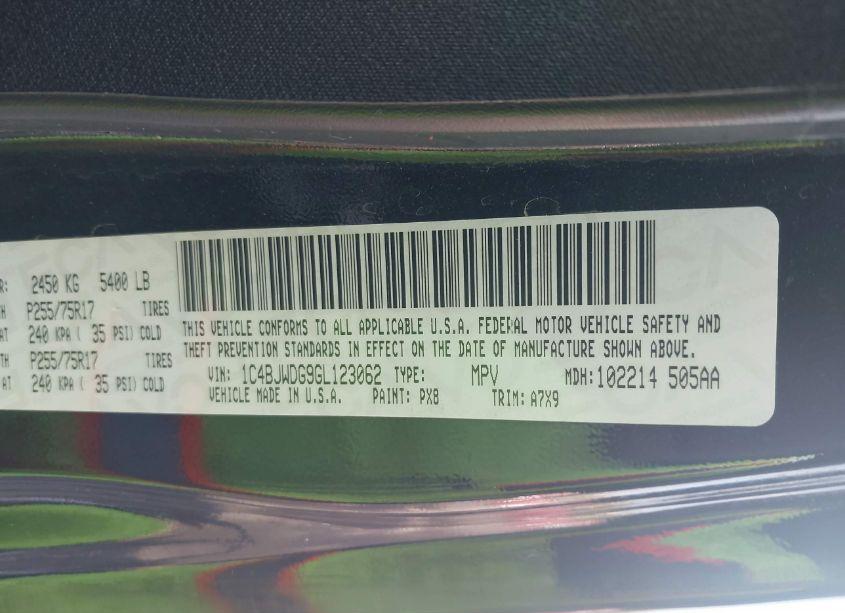 R: 2450 KG 5400 LB
TH P255/75R17 TIRES
AT 240 KPA ( 35 PSI) COLD
TH P255/75R17 TIRES
AT 240 KPA ( 35 PSI) COLD
THIS VEHICLE CONFORMS TO ALL APPLICABLE U.S.A. FEDERAL MOTOR VEHICLE SAFETY AND
THEFT PREVENTION STANDARDS IN EFFECT ON THE DATE OF MANUFACTURE SHOWN ABOVE.
VIN: 1C4BJWDG9GL123062 TYPE: MPV MDH:102214 505AA
VEHICLE MADE IN U.S.A. PAINT: PX8 TRIM: A7X9